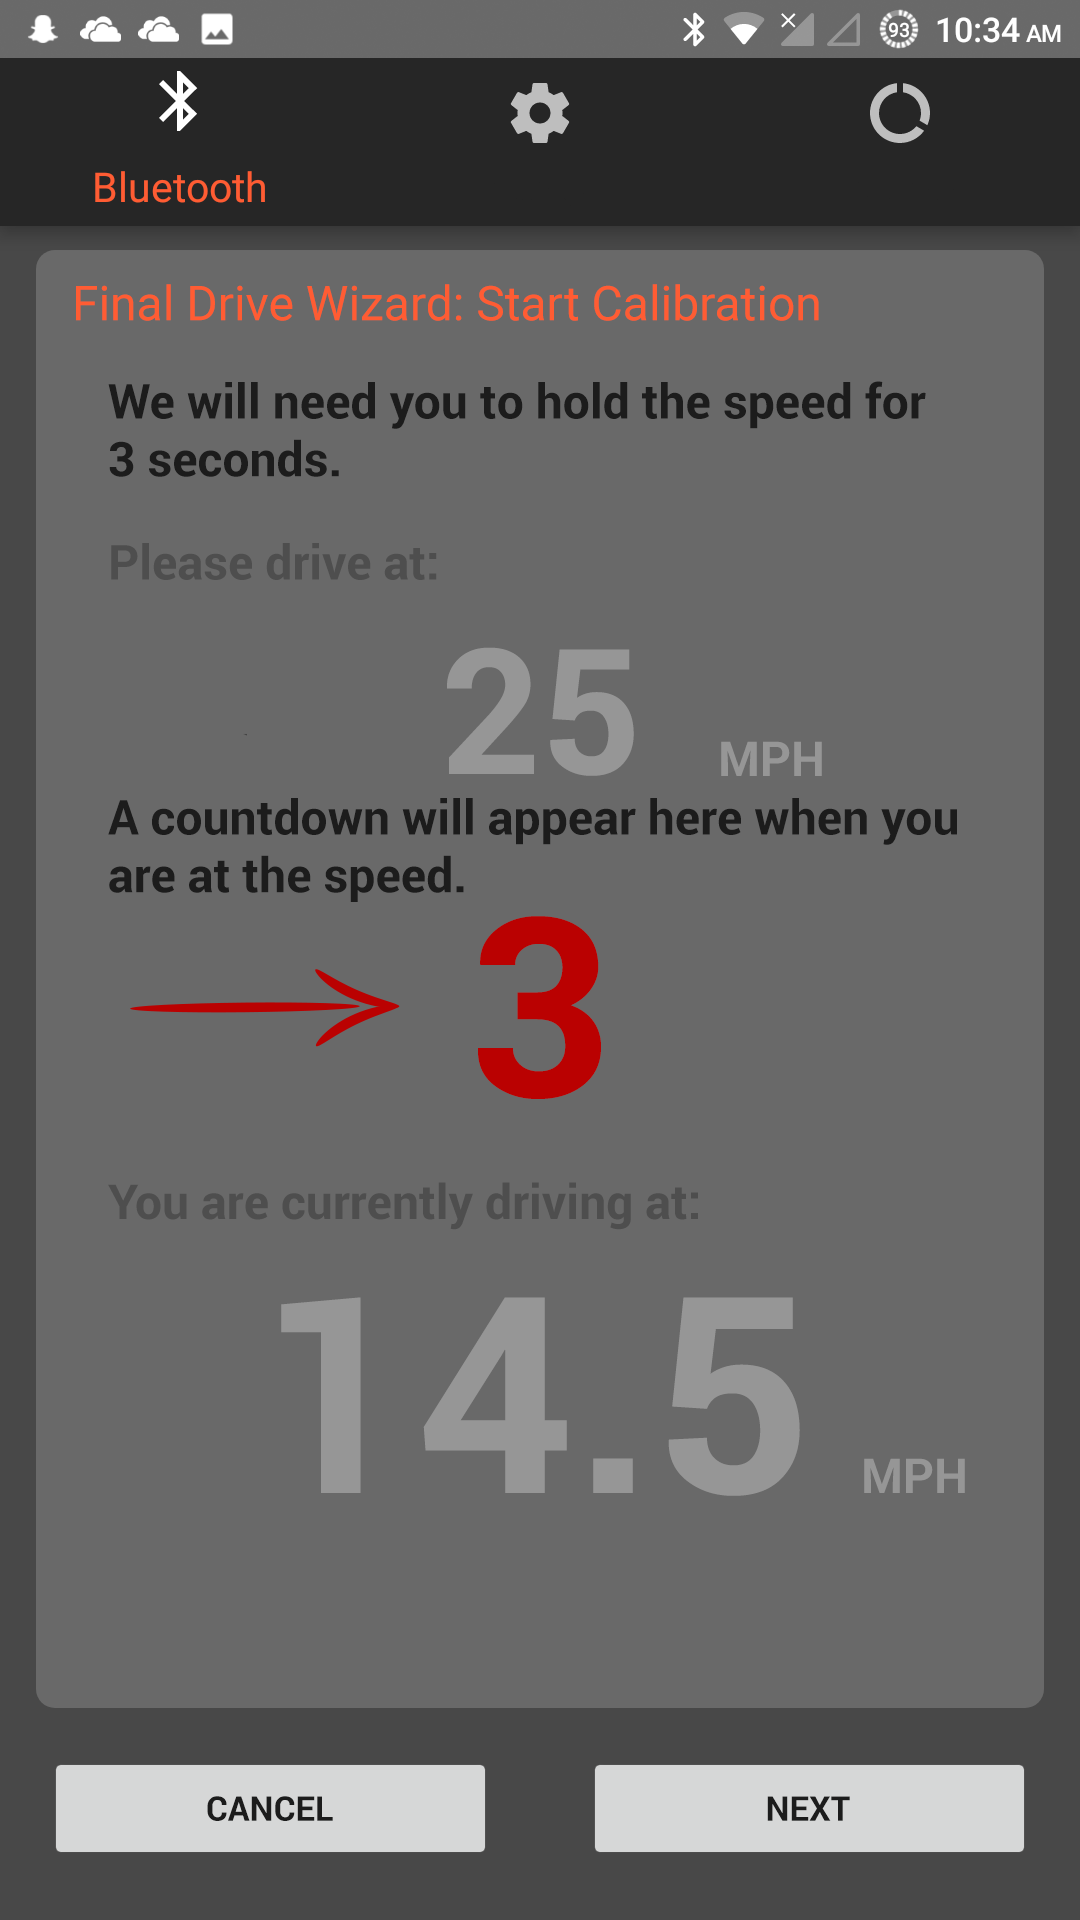 93 10:34 AM
Bluetooth
Final Drive Wizard: Start Calibration
We will need you to hold the speed for
3 seconds.
Please drive at:
25 MPH
A countdown will appear here when you
are at the speed.
3
You are currently driving at:
14.5 MPH
CANCEL NEXT